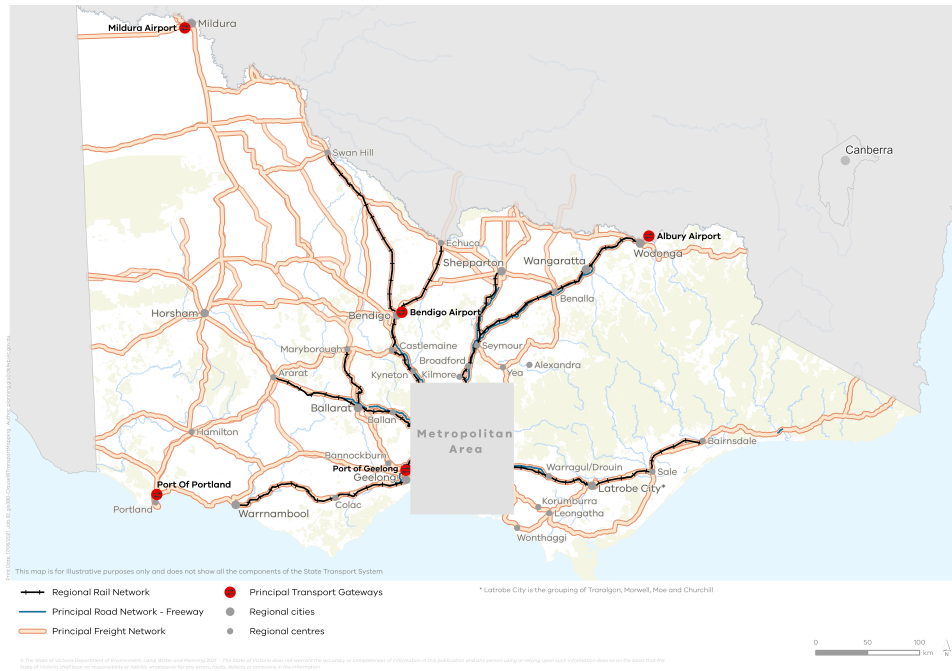 Mildura Airport
Mildura
Canberra
Swan Hill
Albury Airport
Echuca
Wodonga
Shepparton
Wangaratta
Benalla
Horsham
Bendigo
Bendigo Airport
Maryborough
Castlemaine
Seymour
Broadford
Ararat
Kyneton
Kilmore
Yea
Alexandra
Ballarat
Ballan
Hamilton
Metropolitan
Area
Bairnsdale
Bannockburn
Port of Geelong
Geelong
Warragul/Drouin
Sale
Port Of Portland
Latrobe City*
Portland
Warrnambool
Colac
Korumburra
Leongatha
Wonthaggi
This map is for illustrative purposes only and does not show all the components of the State Transport System
Regional Rail Network
Principal Road Network - Freeway
Principal Freight Network
Principal Transport Gateways
Regional cities
Regional centres
* Latrobe City is the grouping of Traralgon, Morwell, Moe and Churchill
0 50 100
km